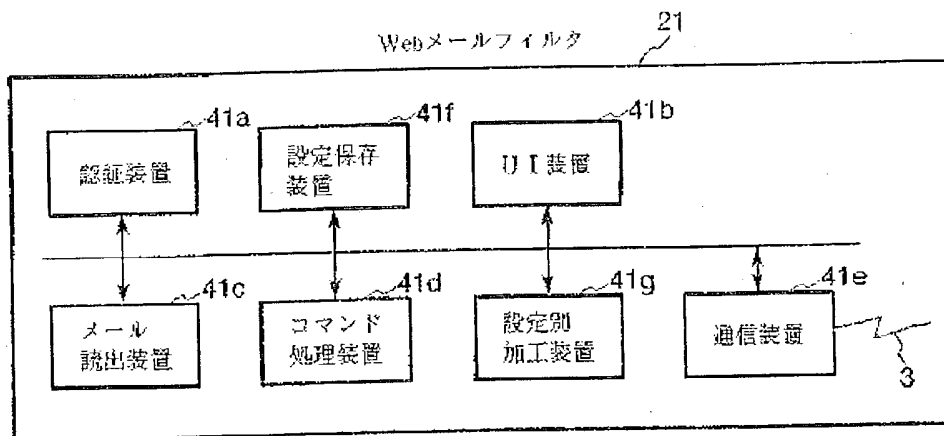 21
Webメールフィルタ
41a
41f
41b
認証装置
設定保存
装置
UI装置
41c
41d
41g
41e
メール
読出装置
コマンド
処理装置
設定別
加工装置
通信装置
3